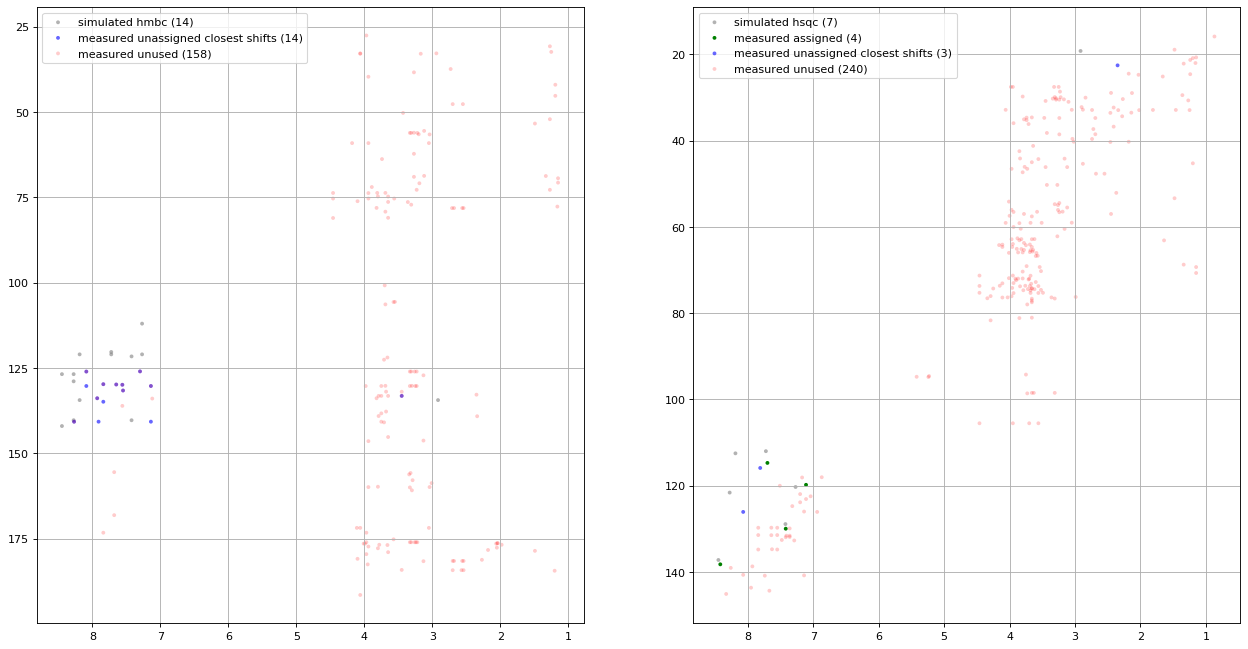 simulated hmbc (14)
measured unassigned closest shifts (14)
measured unused (158)
25
50
75
100
125
150
175
8 7 6 5 4 3 2 1
simulated hsqc (7)
measured assigned (4)
measured unassigned closest shifts (3)
measured unused (240)
20
40
60
80
100
120
140
8 7 6 5 4 3 2 1